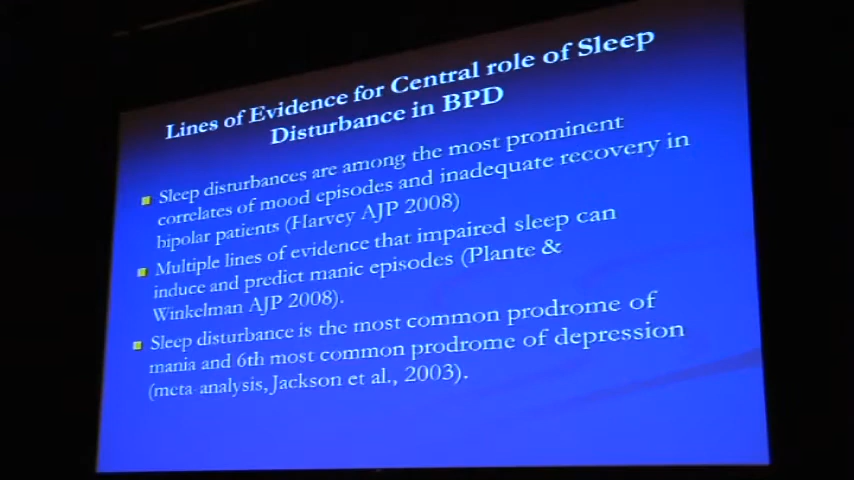 Lines of Evidence for Central role of Sleep
Disturbance in BPD
Sleep disturbances are among the most prominent
correlates of mood episodes and inadequate recovery in
bipolar patients (Harvey AJP 2008)
Multiple lines of evidence that impaired sleep can
induce and predict manic episodes (Plante &
Winkelman AJP 2008).
Sleep disturbance is the most common prodrome of
mania and 6th most common prodrome of depression
(meta-analysis, Jackson et al., 2003).